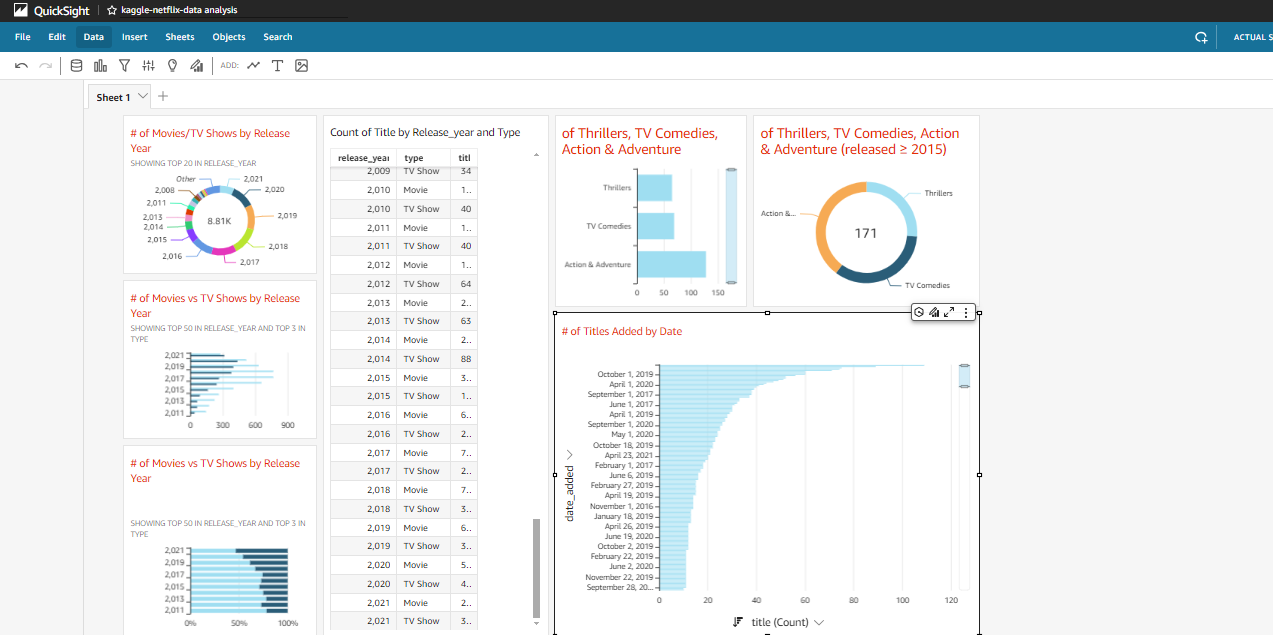 QuickSight
kaggle-netflix-data analysis
File Edit Data Insert Sheets Objects Search
ACTUAL S
ADD:
Sheet 1
# of Movies/TV Shows by Release
Year
SHOWING TOP 20 IN RELEASE_YEAR
Other
2,021
2,008
2,020
2,011
2,013
2,019
8.81K
2,014
2,015
2,018
2,016
2,017
# of Movies vs TV Shows by Release
Year
SHOWING TOP 50 IN RELEASE_YEAR AND TOP 3 IN
TYPE
2,021
2,019
2,017
2,015
2,013
2,011
0 300 600 900
# of Movies vs TV Shows by Release
Year
SHOWING TOP 50 IN RELEASE_YEAR AND TOP 3 IN
TYPE
2,021
2,019
2,017
2,015
2,013
2,011
0% 50% 100%
Count of Title by Release_year and Type
release_year type titl
2,009 TV Show 34
2,010 Movie 1..
2,010 TV Show 40
2,011 Movie 1..
2,011 TV Show 40
2,012 Movie 1..
2,012 TV Show 64
2,013 Movie 2..
2,013 TV Show 63
2,014 Movie 2..
2,014 TV Show 88
2,015 Movie 3..
2,015 TV Show 1..
2,016 Movie 6..
2,016 TV Show 2..
2,017 Movie 7..
2,017 TV Show 2..
2,018 Movie 7..
2,018 TV Show 3..
2,019 Movie 6..
2,019 TV Show 3..
2,020 Movie 5..
2,020 TV Show 4..
2,021 Movie 2..
2,021 TV Show 3..
of Thrillers, TV Comedies,
Action & Adventure
Thrillers
TV Comedies
Action & Adventure
0 50 100 150
of Thrillers, TV Comedies, Action
& Adventure (released ≥ 2015)
Thrillers
Action &...
171
TV Comedies
# of Titles Added by Date
October 1, 2019
April 1, 2020
September 1, 2017
June 1, 2017
April 1, 2019
September 1, 2020
May 1, 2020
October 18, 2019
April 23, 2021
February 1, 2017
June 6, 2019
February 27, 2019
April 19, 2019
November 1, 2016
January 18, 2019
April 26, 2019
June 19, 2020
October 2, 2019
February 22, 2019
June 2, 2020
November 22, 2019
September 28, 20...
date_added
0 20 40 60 80 100 120
title (Count)